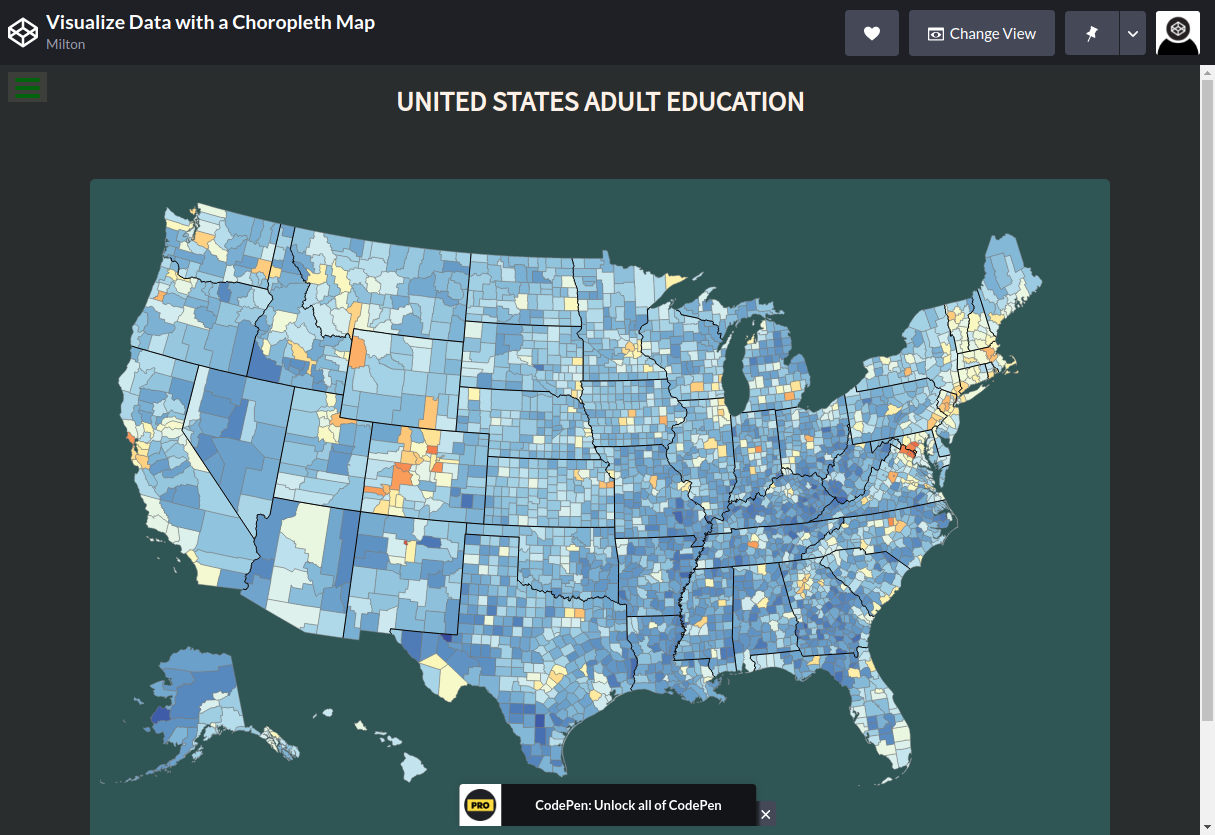 Visualize Data with a Choropleth Map
Milton
Change View
UNITED STATES ADULT EDUCATION
PRO
CodePen: Unlock all of CodePen